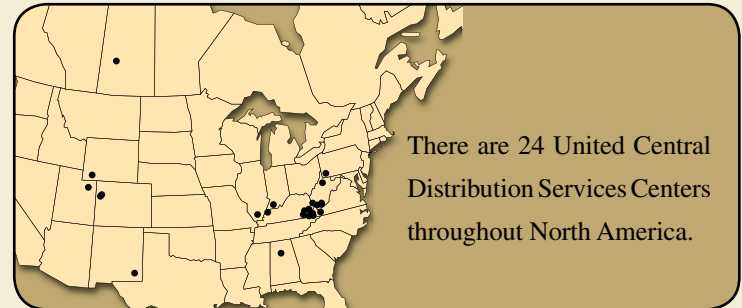 There are 24 United Central
Distribution Services Centers
throughout North America.